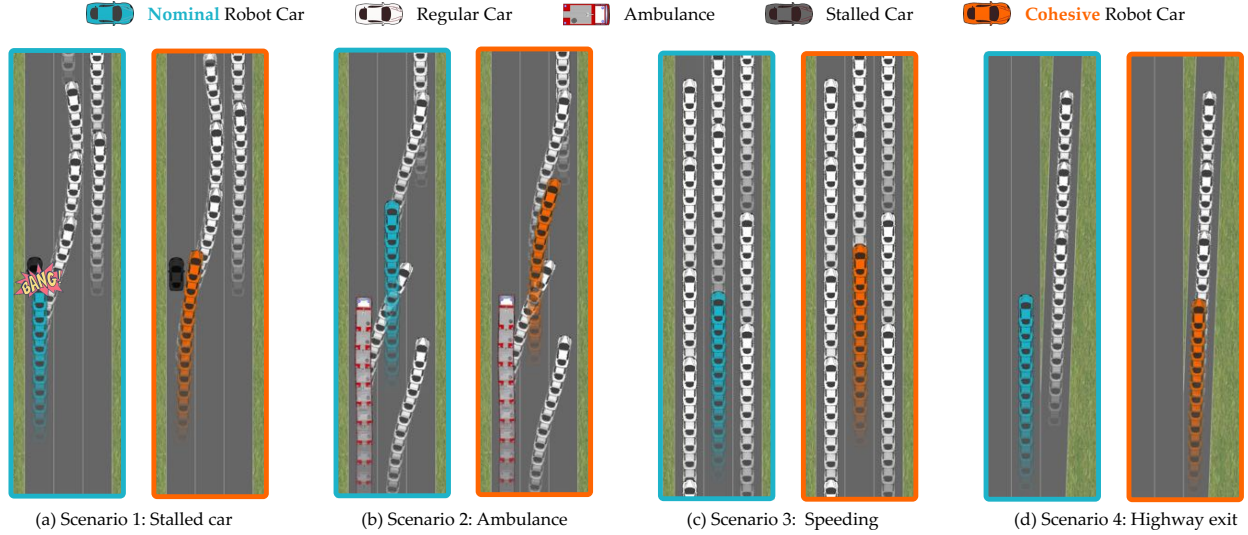 Nominal Robot Car
Regular Car
Ambulance
Stalled Car
Cohesive Robot Car
BANG!
(a) Scenario 1: Stalled car
(b) Scenario 2: Ambulance
(c) Scenario 3: Speeding
(d) Scenario 4: Highway exit